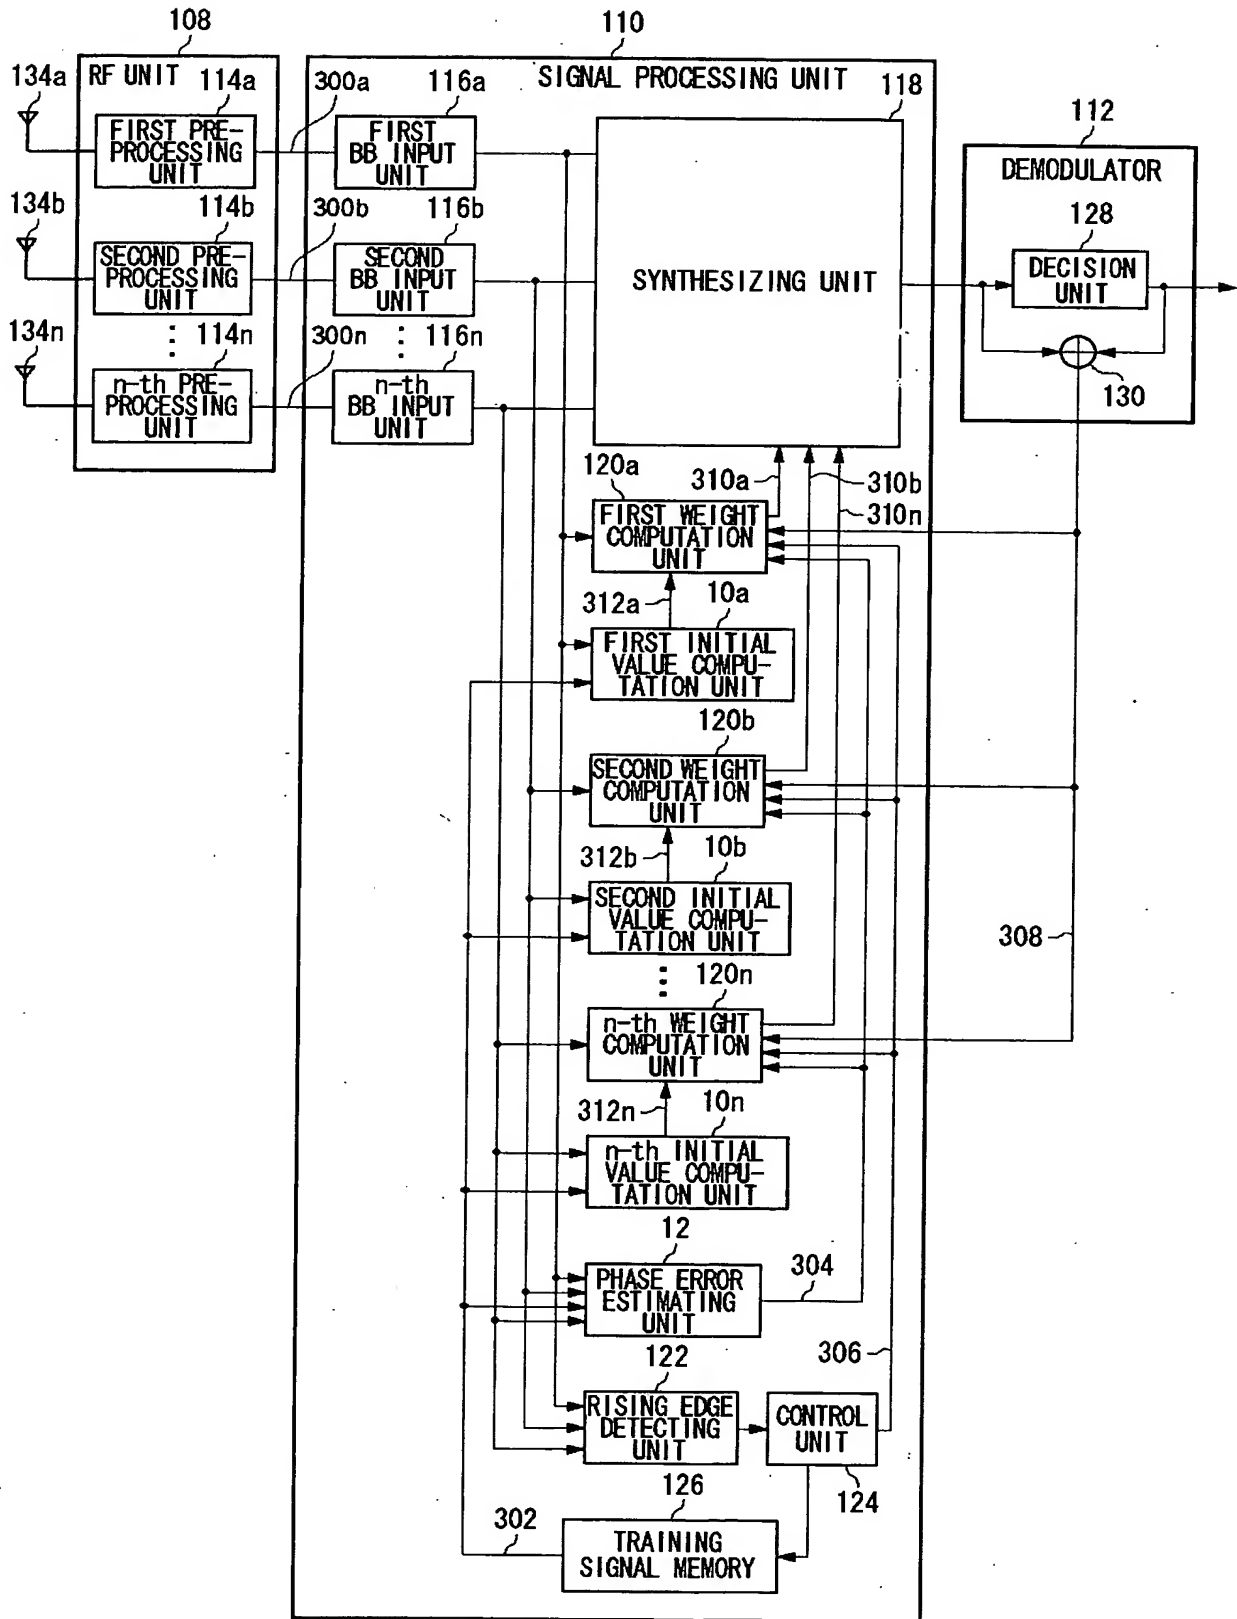 108
110
RF UNIT
SIGNAL PROCESSING UNIT
134a
114a
300a
116a
118
112
FIRST PRE-
PROCESSING
UNIT
FIRST
BB INPUT
UNIT
DEMODULATOR
134b
114b
300b
116b
128
SECOND PRE-
PROCESSING
UNIT
SECOND
BB INPUT
UNIT
SYNTHESIZING UNIT
DECISION
UNIT
134n
114n
300n
116n
n-th PRE-
PROCESSING
UNIT
n-th
BB INPUT
UNIT
130
120a
310a
310b
310n
FIRST WEIGHT
COMPUTATION
UNIT
312a
10a
FIRST INITIAL
VALUE COMPU-
TATION UNIT
120b
SECOND WEIGHT
COMPUTATION
UNIT
312b
10b
SECOND INITIAL
VALUE COMPU-
TATION UNIT
308
120n
n-th WEIGHT
COMPUTATION
UNIT
312n
10n
n-th INITIAL
VALUE COMPU-
TATION UNIT
12
PHASE ERROR
ESTIMATING
UNIT
304
306
122
RISING EDGE
DETECTING
UNIT
CONTROL
UNIT
124
126
302
TRAINING
SIGNAL MEMORY